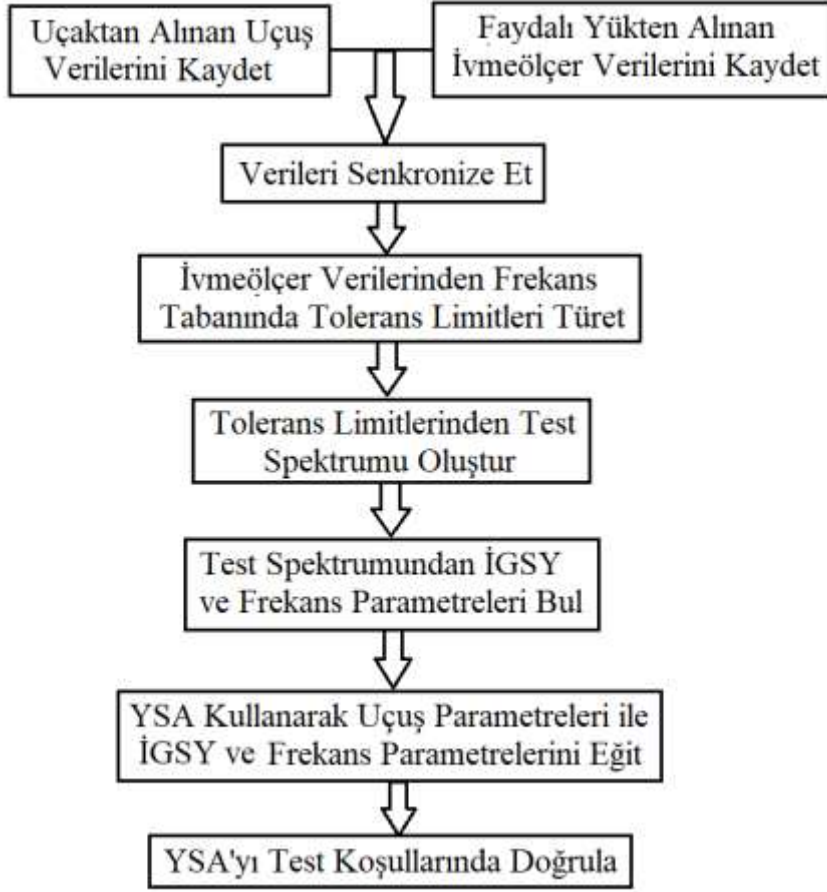 Uçaktan Alınan Uçuş
Verilerini Kaydet
Faydalı Yükten Alınan
İvmeölçer Verilerini Kaydet
Verileri Senkronize Et
İvmeölçer Verilerinden Frekans
Tabanında Tolerans Limitleri Türet
Tolerans Limitlerinden Test
Spektrumu Oluştur
Test Spektrumundan İGSY
ve Frekans Parametreleri Bul
YSA Kullanarak Uçuş Parametreleri ile
İGSY ve Frekans Parametrelerini Eğit
YSA'yı Test Koşullarında Doğrula